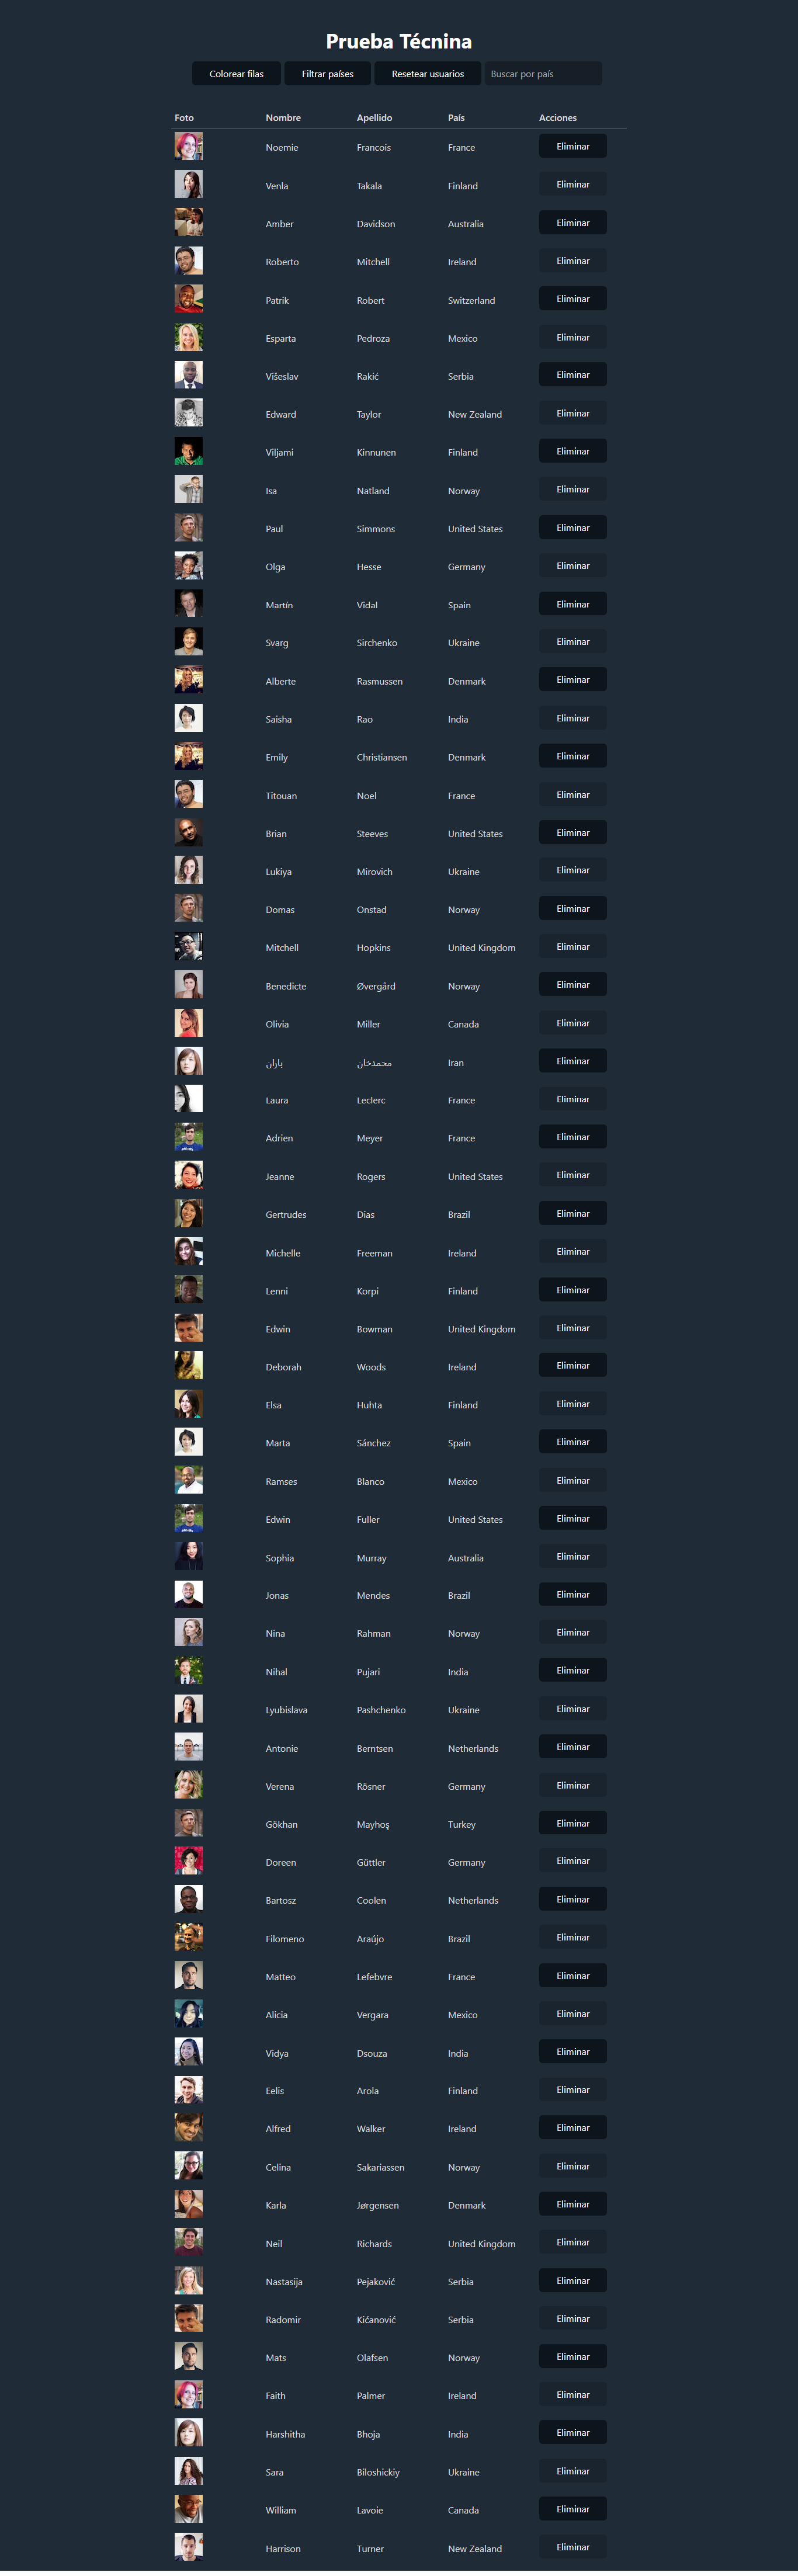 Prueba Técnina
Colorear filas Filtrar países Resetear usuarios Buscar por país
Foto Nombre Apellido País Acciones
Noemie Francois France Eliminar
Venla Takala Finland Eliminar
Amber Davidson Australia Eliminar
Roberto Mitchell Ireland Eliminar
Patrik Robert Switzerland Eliminar
Esparta Pedroza Mexico Eliminar
Višeslav Rakić Serbia Eliminar
Edward Taylor New Zealand Eliminar
Viljami Kinnunen Finland Eliminar
Isa Natland Norway Eliminar
Paul Simmons United States Eliminar
Olga Hesse Germany Eliminar
Martín Vidal Spain Eliminar
Svarg Sirchenko Ukraine Eliminar
Alberte Rasmussen Denmark Eliminar
Saisha Rao India Eliminar
Emily Christiansen Denmark Eliminar
Titouan Noel France Eliminar
Brian Steeves United States Eliminar
Lukiya Mirovich Ukraine Eliminar
Domas Onstad Norway Eliminar
Mitchell Hopkins United Kingdom Eliminar
Benedicte Øvergård Norway Eliminar
Olivia Miller Canada Eliminar
باران محمدخان Iran Eliminar
Laura Leclerc France Eliminar
Adrien Meyer France Eliminar
Jeanne Rogers United States Eliminar
Gertrudes Dias Brazil Eliminar
Michelle Freeman Ireland Eliminar
Lenni Korpi Finland Eliminar
Edwin Bowman United Kingdom Eliminar
Deborah Woods Ireland Eliminar
Elsa Huhta Finland Eliminar
Marta Sánchez Spain Eliminar
Ramses Blanco Mexico Eliminar
Edwin Fuller United States Eliminar
Sophia Murray Australia Eliminar
Jonas Mendes Brazil Eliminar
Nina Rahman Norway Eliminar
Nihal Pujari India Eliminar
Lyubislava Pashchenko Ukraine Eliminar
Antonie Berntsen Netherlands Eliminar
Verena Rösner Germany Eliminar
Gökhan Mayhoş Turkey Eliminar
Doreen Güttler Germany Eliminar
Bartosz Coolen Netherlands Eliminar
Filomeno Araújo Brazil Eliminar
Matteo Lefebvre France Eliminar
Alicia Vergara Mexico Eliminar
Vidya Dsouza India Eliminar
Eelis Arola Finland Eliminar
Alfred Walker Ireland Eliminar
Celina Sakariassen Norway Eliminar
Karla Jørgensen Denmark Eliminar
Neil Richards United Kingdom Eliminar
Nastasija Pejaković Serbia Eliminar
Radomir Kićanović Serbia Eliminar
Mats Olafsen Norway Eliminar
Faith Palmer Ireland Eliminar
Harshitha Bhoja India Eliminar
Sara Biloshickiy Ukraine Eliminar
William Lavoie Canada Eliminar
Harrison Turner New Zealand Eliminar